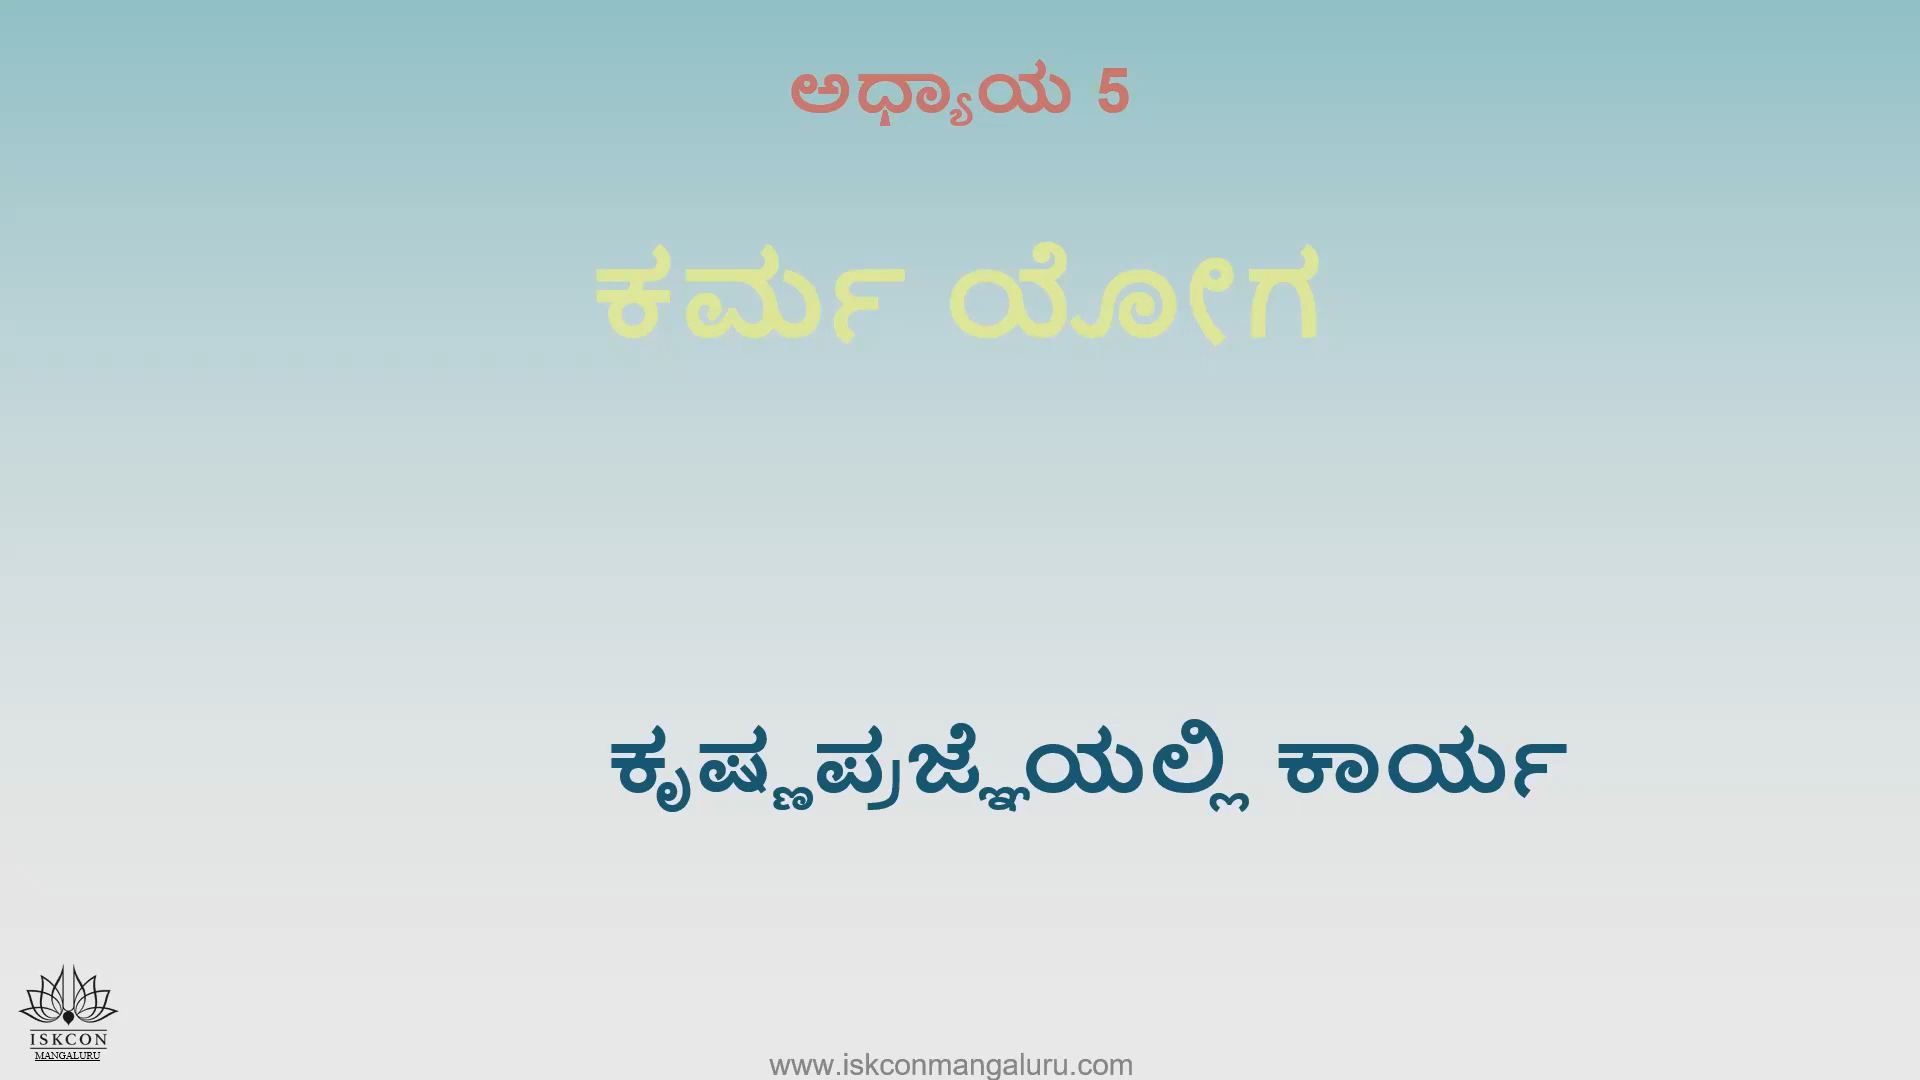 ಅಧ್ಯಾಯ 5
ಕರ್ಮ ಯೋಗ
ಕೃಷ್ಣಪ್ರಜ್ಞೆಯಲ್ಲಿ ಕಾರ್ಯ
ISKCON
MANGALURU
www.iskconmangaluru.com